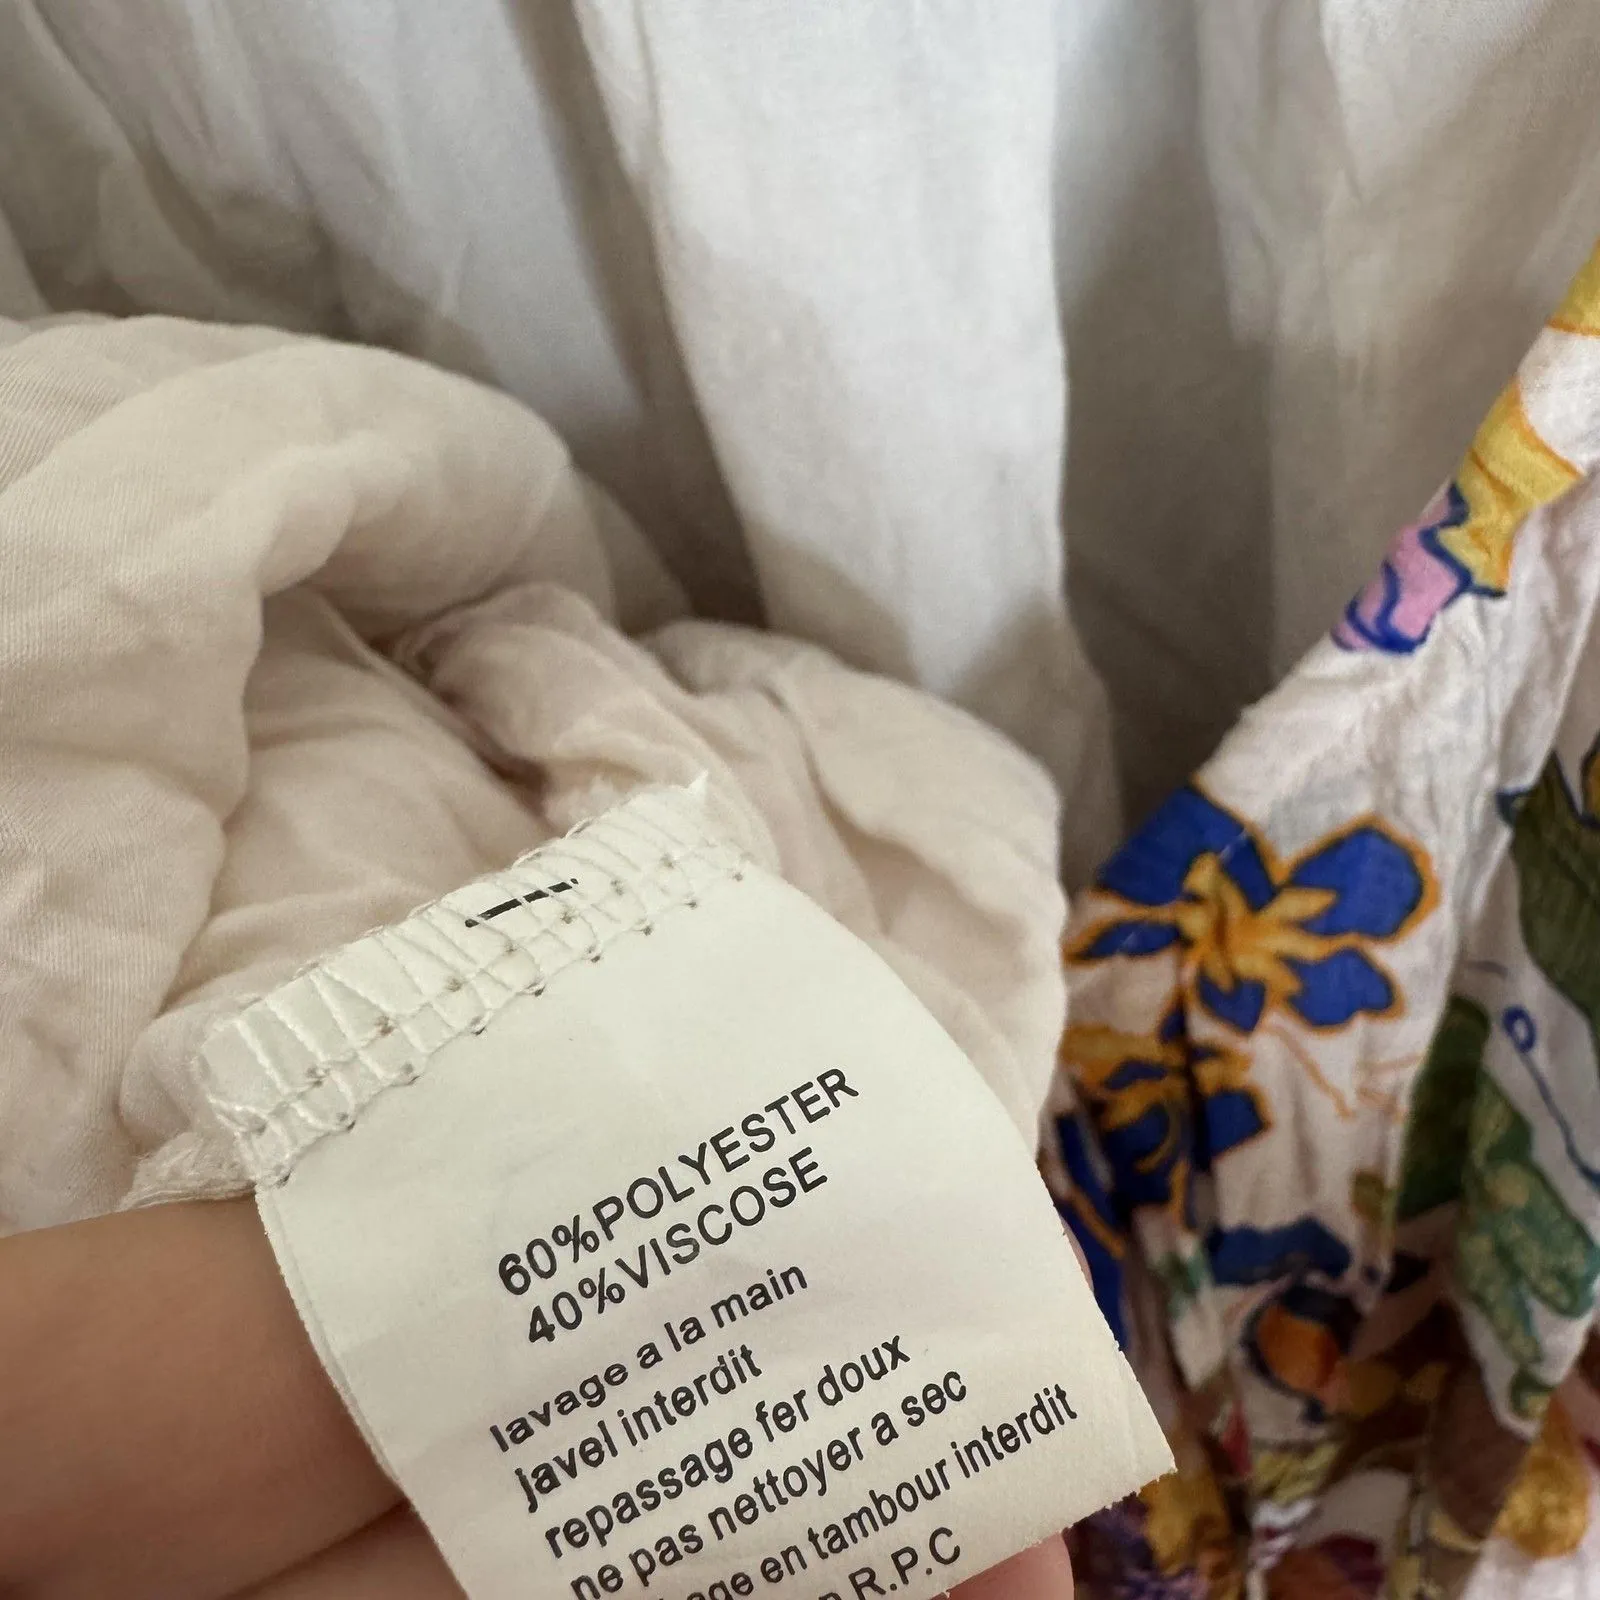 60%POLYESTER
40%VISCOSE
lavage a la main
javel interdit
repassage fer doux
ne pas nettoyer a sec
en tambour interdit
R.P.C